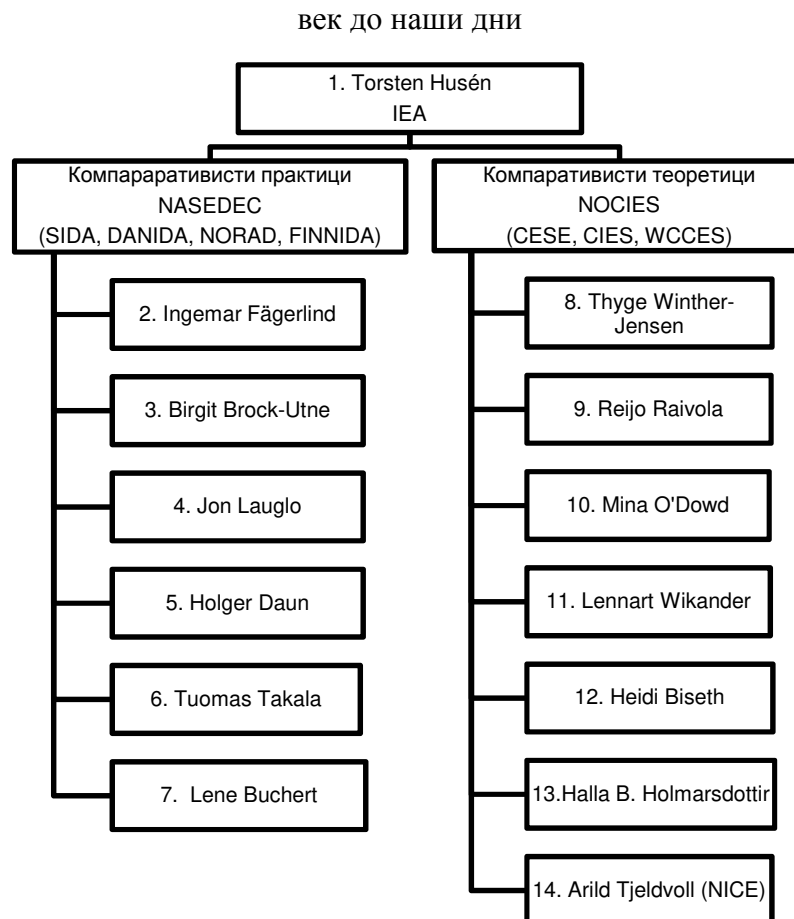 век до наши дни
1. Torsten Husén
IEA
Компараративисти практици
NASEDEC
(SIDA, DANIDA, NORAD, FINNIDA)
Компаративисти теоретици
NOCIES
(CESE, CIES, WCCES)
2. Ingemar Fägerlind
3. Birgit Brock-Utne
4. Jon Lauglo
5. Holger Daun
6. Tuomas Takala
7. Lene Buchert
8. Thyge Winther-
Jensen
9. Reijo Raivola
10. Mina O'Dowd
11. Lennart Wikander
12. Heidi Biseth
13.Halla B. Holmarsdottir
14. Arild Tjeldvoll (NICE)